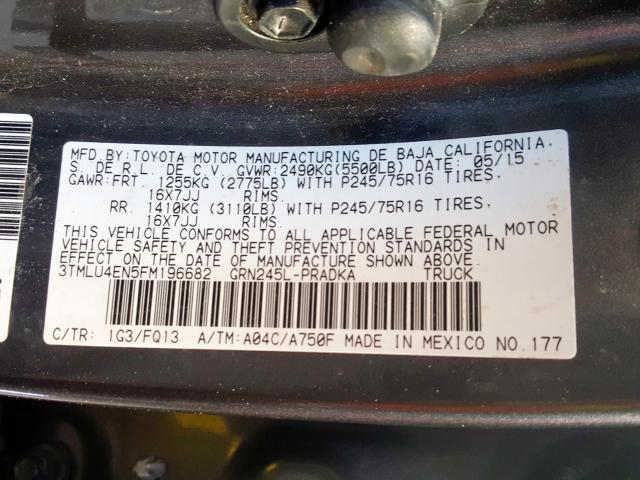 MFD.BY:TOYOTA MOTOR MANUFACTURING DE BAJA CALIFORNIA,
S. DE R.L. DE C.V. GVWR:2490KG(5500LB) DATE: 05/15
GAWR:FRT. 1255KG (2775LB) WITH P245/75R16 TIRES,
16X7JJ RIMS.
RR. 1410KG (3110LB) WITH P245/75R16 TIRES,
16X7JJ RIMS.
THIS VEHICLE CONFORMS TO ALL APPLICABLE FEDERAL MOTOR
VEHICLE SAFETY AND THEFT PREVENTION STANDARDS IN
EFFECT ON THE DATE OF MANUFACTURE SHOWN ABOVE.
3TMLU4EN5FM196682 GRN245L-PRADKA TRUCK
C/TR: 1G3/FQ13 A/TM:A04C/A750F MADE IN MEXICO NO.177